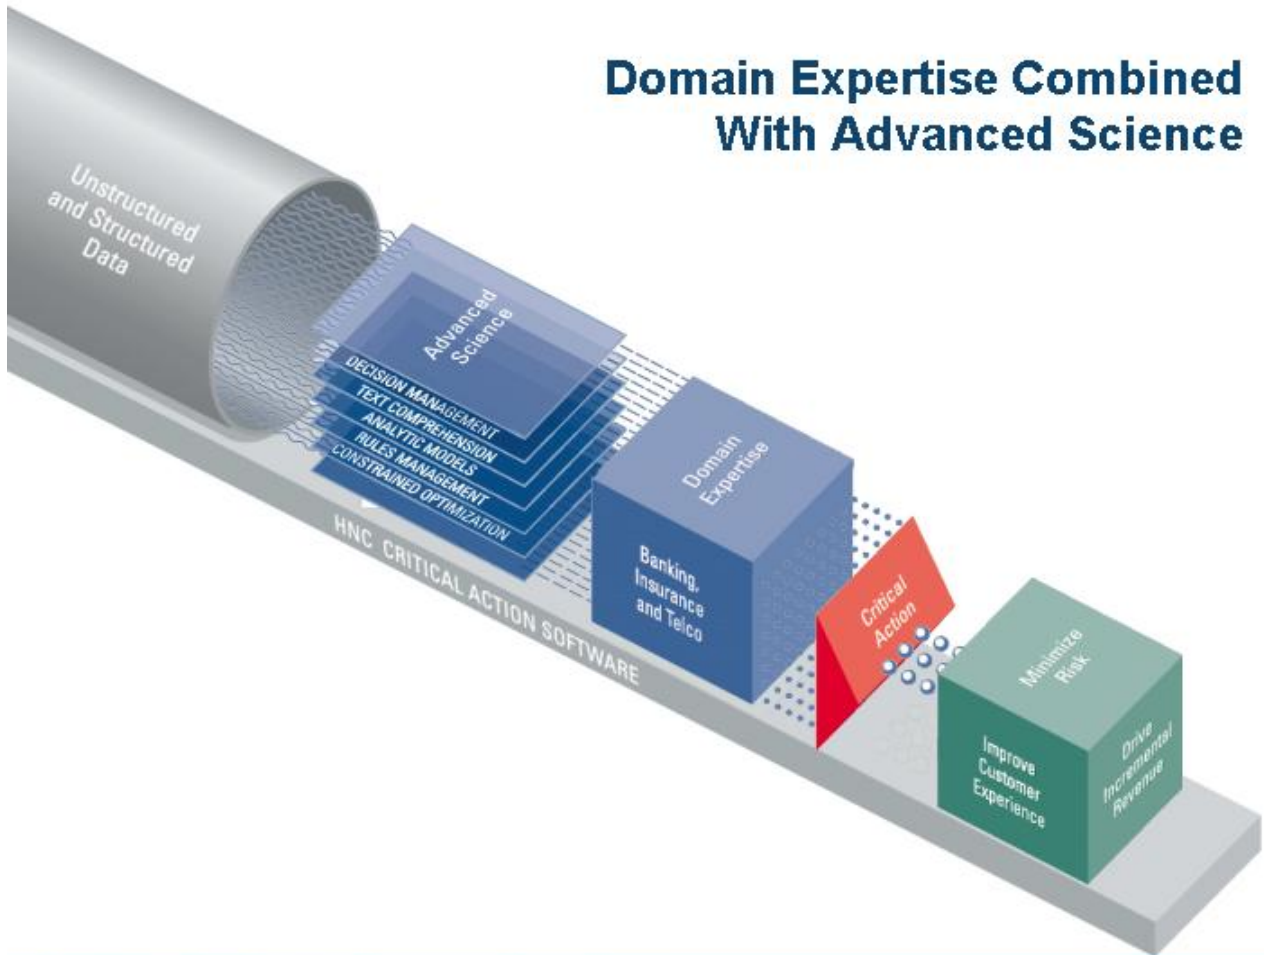 Domain Expertise Combined
With Advanced Science
Unstructured
and Structured
Data
Advanced
Science
DECISION MANAGEMENT
TEXT COMPREHENSION
ANALYTIC MODELS
RULES MANAGEMENT
CONSTRAINED OPTIMIZATION
HNC CRITICAL ACTION SOFTWARE
Domain
Expertise
Banking,
Insurance
and Telco
Critical
Action
Minimize
Risk
Improve
Customer
Experience
Drive
Incremental
Revenue